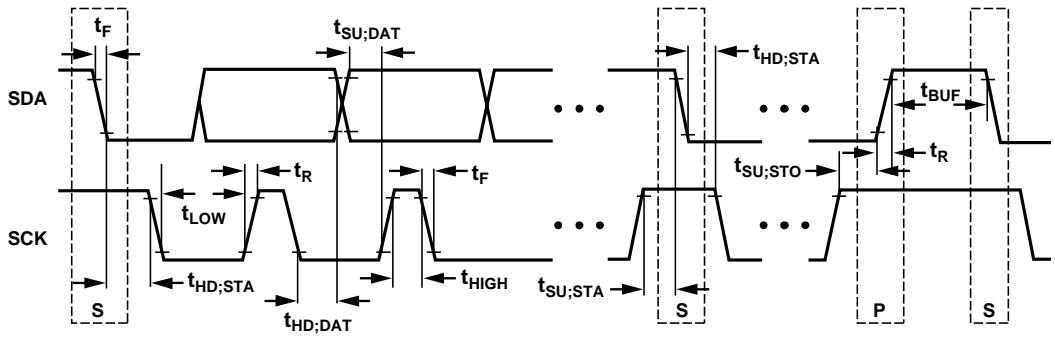 tF
tSU;DAT
tHD;STA
SDA
tBUF
tR
tF
tSU;STO
tR
tLOW
SCK
tHD;STA
tHIGH
tSU;STA
tHD;DAT
S
S
P
S